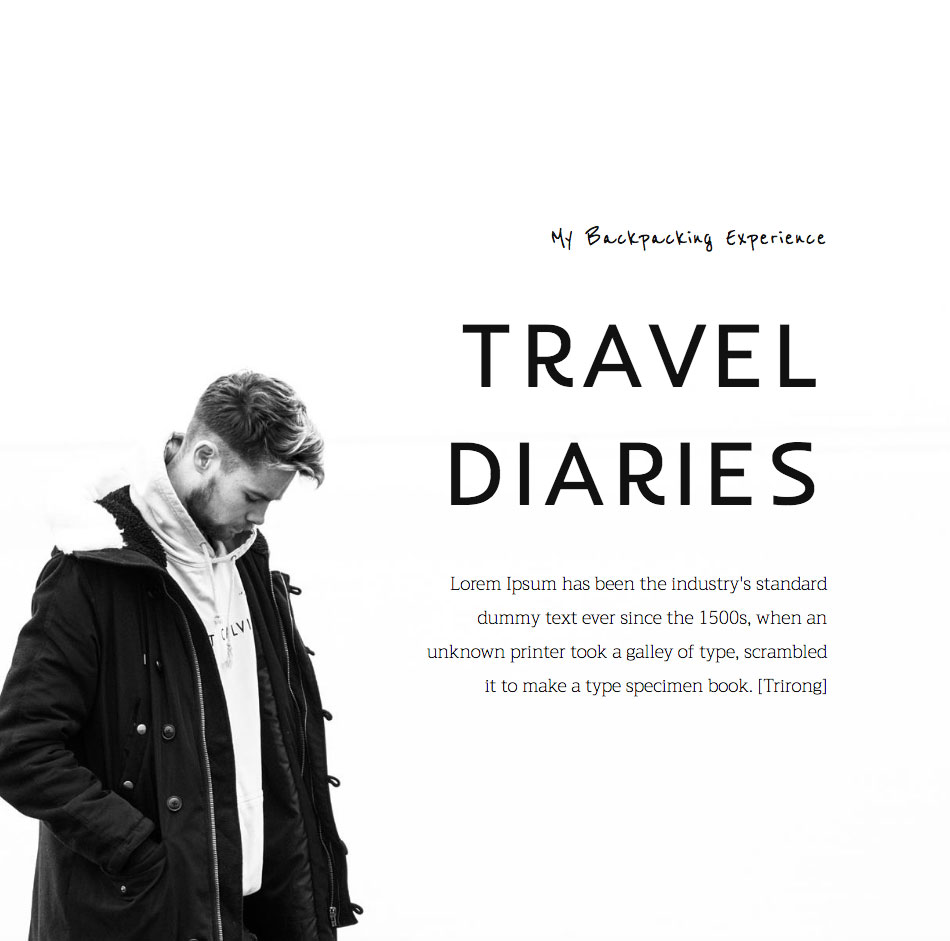 My Backpacking Experience
TRAVEL
DIARIES
Lorem Ipsum has been the industry's standard
dummy text ever since the 1500s, when an
unknown printer took a galley of type, scrambled
it to make a type specimen book. [Trirong]